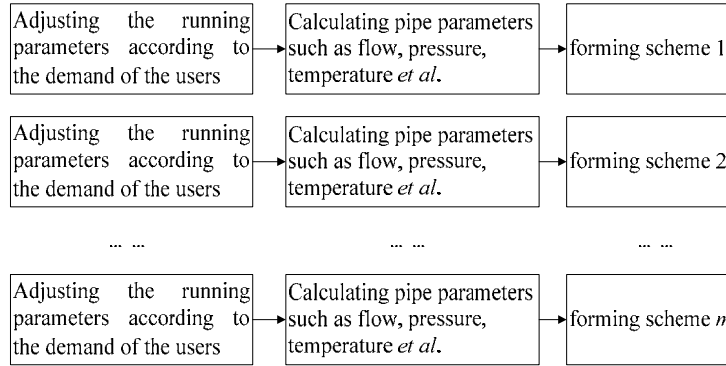 Adjusting the running
parameters according to
the demand of the users
Calculating pipe parameters
such as flow, pressure,
temperature et al.
forming scheme 1
Adjusting the running
parameters according to
the demand of the users
Calculating pipe parameters
such as flow, pressure,
temperature et al.
forming scheme 2
... ...
... ...
... ...
Adjusting the running
parameters according to
the demand of the users
Calculating pipe parameters
such as flow, pressure,
temperature et al.
forming scheme n